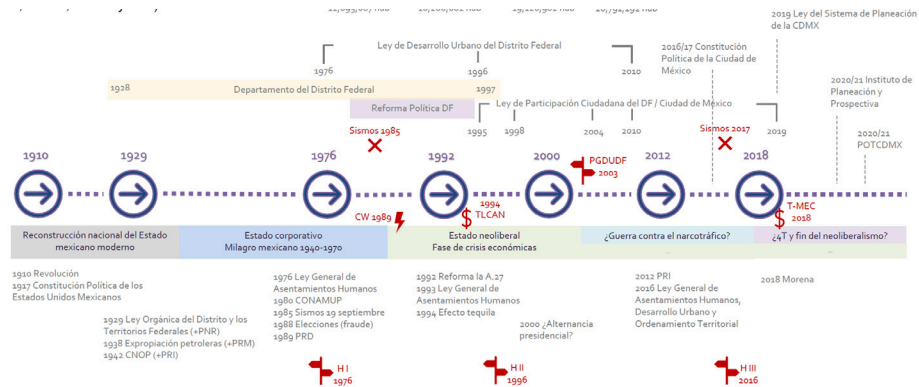 2019 Ley del Sistema de Planeación
de la CDMX
Ley de Desarrollo Urbano del Distrito Federal
1976
1996
2010
2016/17 Constitución
Política de la Ciudad de
México
1928
Departamento del Distrito Federal
1997
2020/21 Instituto de
Planeación y
Prospectiva
Reforma Política DF
Ley de Participación Ciudadana del DF / Ciudad de México
1995
1998
2004
2010
2019
Sismos 1985
Sismos 2017
2020/21
POTCDMX
1910
1929
1976
1992
2000
PGDUDF
2003
2012
2018
CW 1989
1994
TLCAN
T-MEC
2018
Reconstrucción nacional del Estado
mexicano moderno
Estado corporativo
Milagro mexicano 1940-1970
Estado neoliberal
Fase de crisis económicas
¿Guerra contra el narcotráfico?
...
¿4T y fin del neoliberalismo?
...
1910 Revolución
1917 Constitución Política de los
Estados Unidos Mexicanos
1929 Ley Orgánica del Distrito y los
Territorios Federales (+PNR)
1938 Expropiación petroleras (+PRM)
1942 CNOP (+PRI)
1976 Ley General de
Asentamientos Humanos
1980 CONAMUP
1985 Sismos 19 septiembre
1988 Elecciones (fraude)
1989 PRD
1992 Reforma la A.27
1993 Ley General de
Asentamientos Humanos
1994 Efecto tequila
2000 ¿Alternancia
presidencial?
2012 PRI
2016 Ley General de
Asentamientos Humanos,
Desarrollo Urbano y
Ordenamiento Territorial
2018 Morena
H I
1976
H II
1996
H III
2016